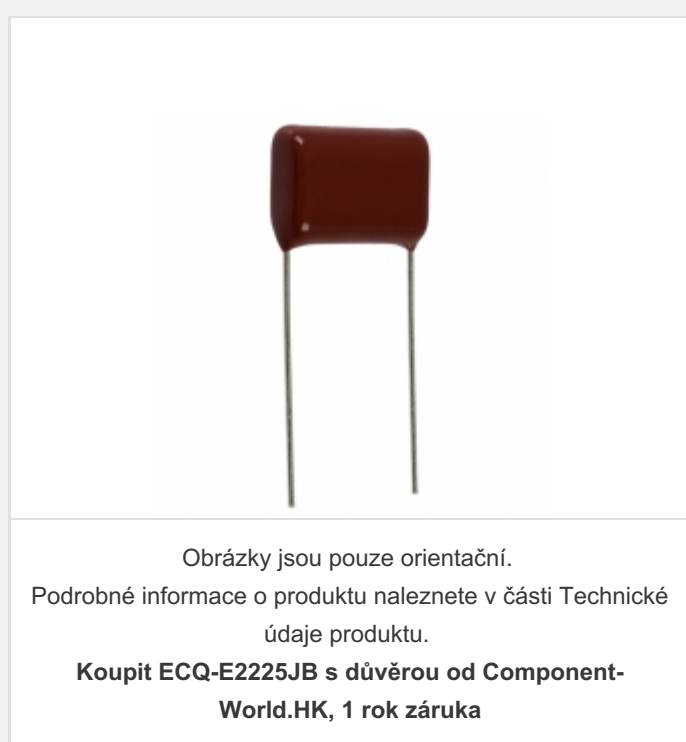 Obrázky jsou pouze orientační.
Podrobné informace o produktu naleznete v části Technické
údaje produktu.
Koupit ECQ-E2225JB s důvěrou od Component-
World.HK, 1 rok záruka